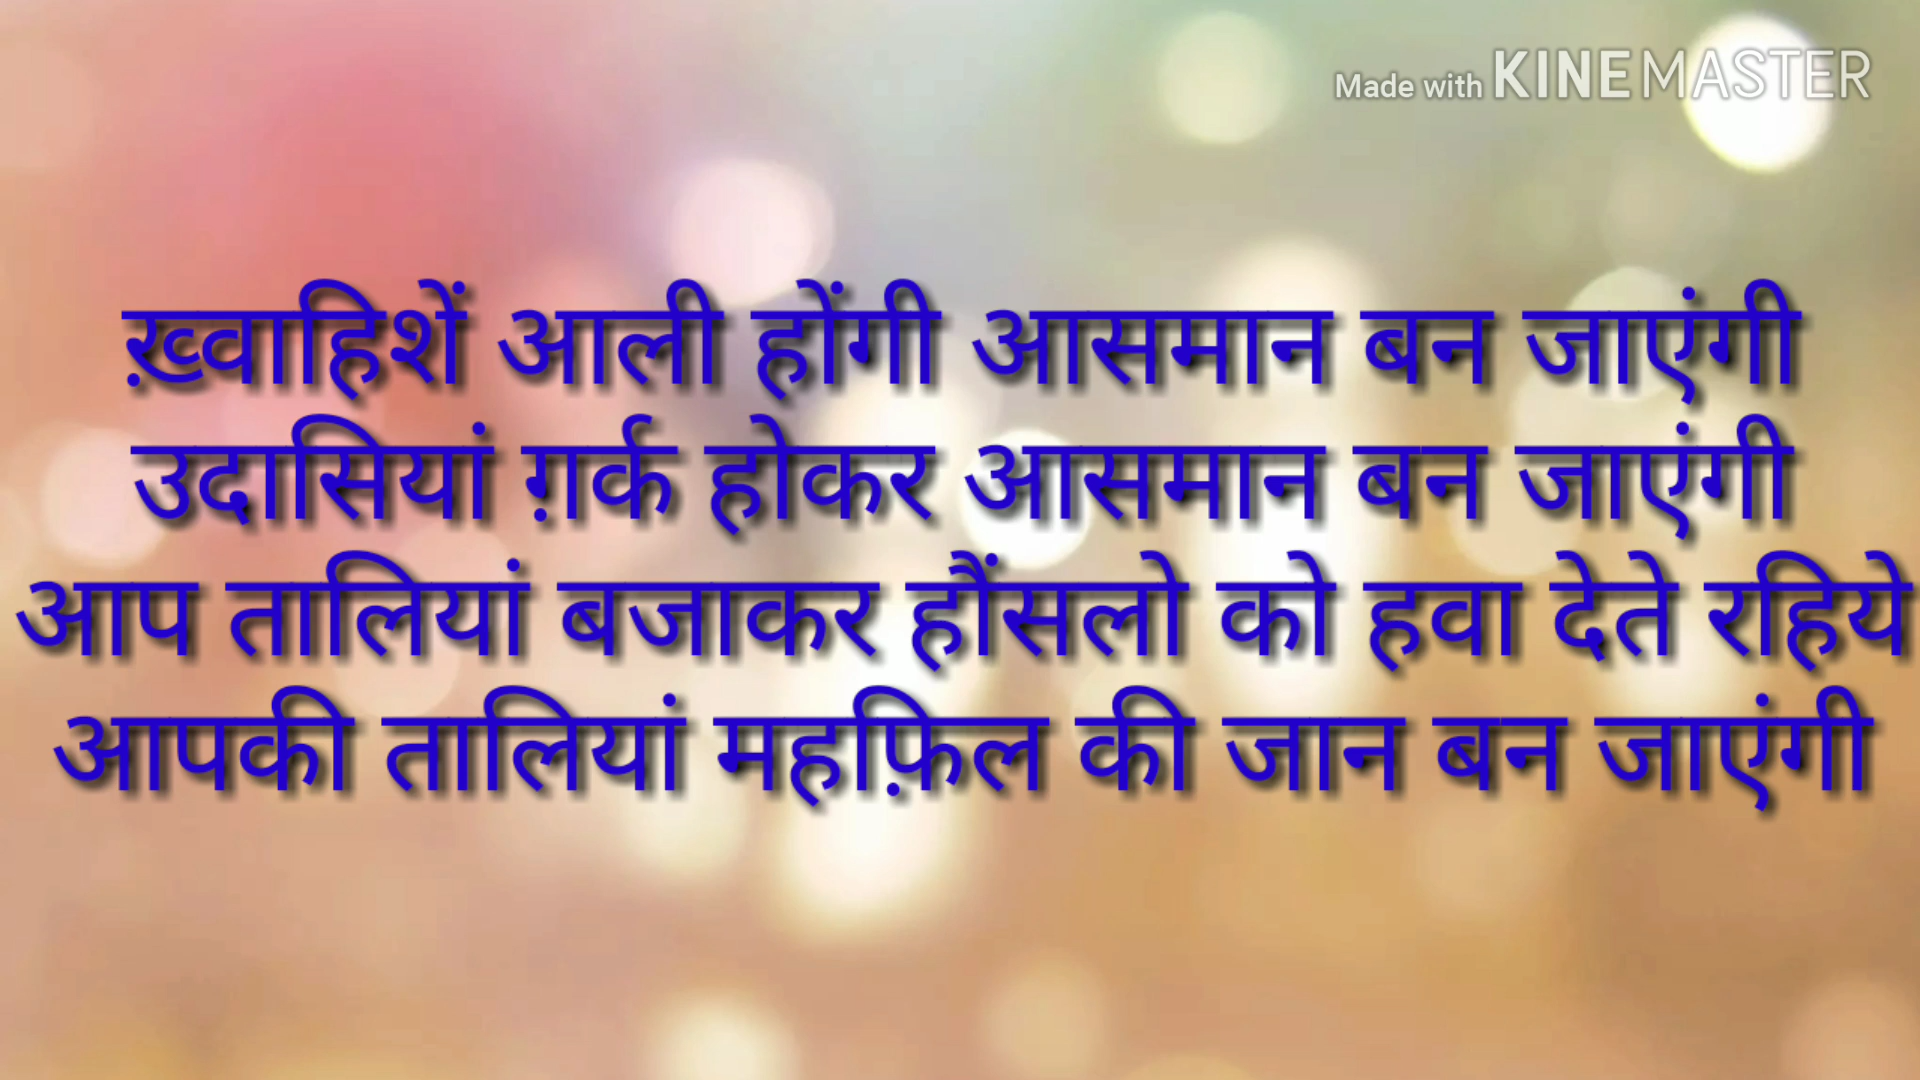 Made with KINEMASTER
ख़्वाहिशें आली होंगी आसमान बन जाएंगी
उदासियां ग़र्क होकर आसमान बन जाएंगी
आप तालियां बजाकर हौंसलो को हवा देते रहिये
आपकी तालियां महफ़िल की जान बन जाएंगी